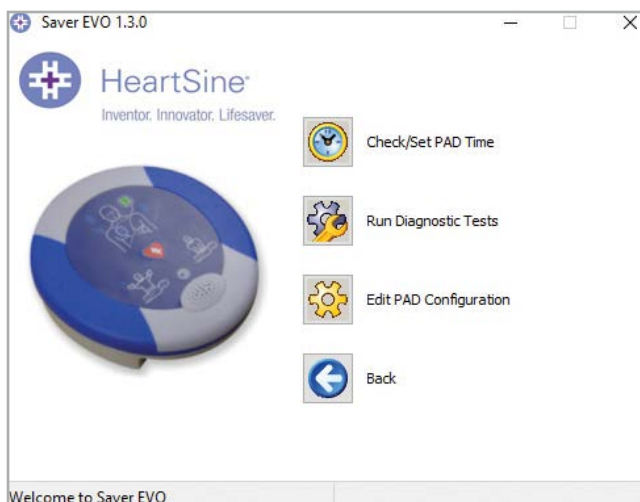 Saver EVO 1.3.0
HeartSine®
Inventor. Innovator. Lifesaver.
Check/Set PAD Time
Run Diagnostic Tests
Edit PAD Configuration
Back
Welcome to Saver EVO